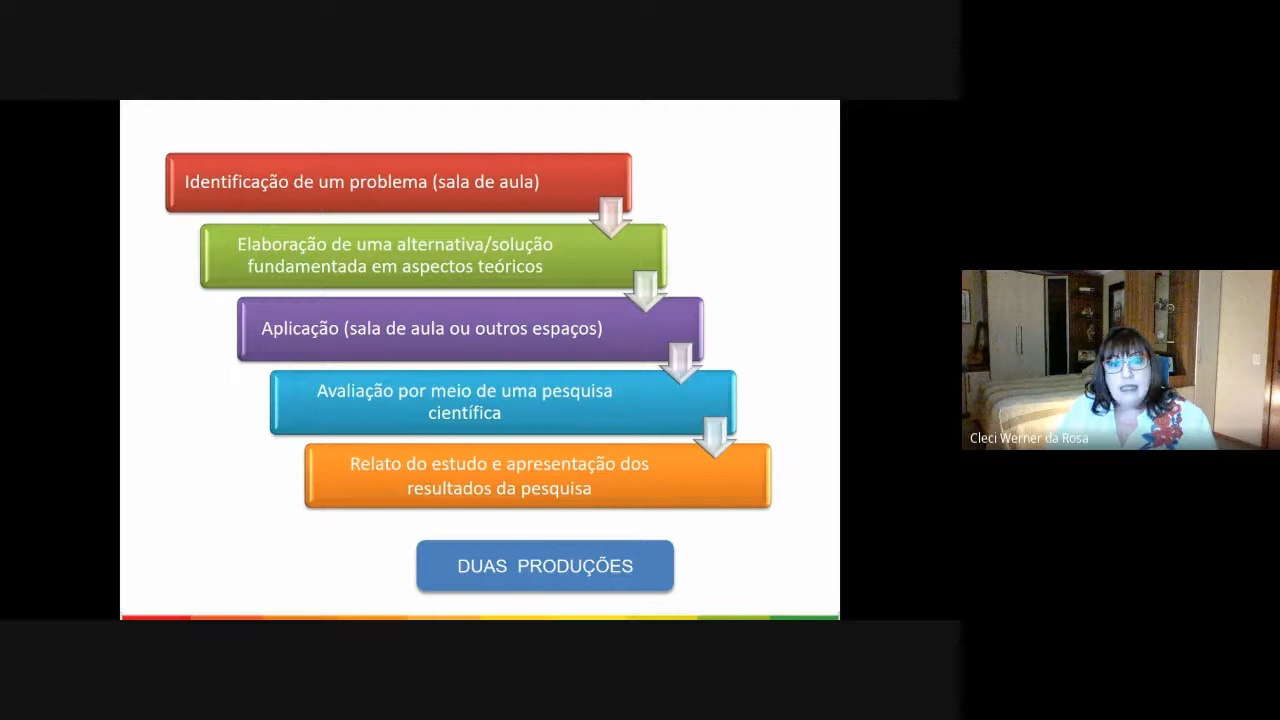 Identificação de um problema (sala de aula)
Elaboração de uma alternativa/solução
fundamentada em aspectos teóricos
Aplicação (sala de aula ou outros espaços)
Avaliação por meio de uma pesquisa
científica
Relato do estudo e apresentação dos
resultados da pesquisa
DUAS PRODUÇÕES
Cleci Werner da Rosa